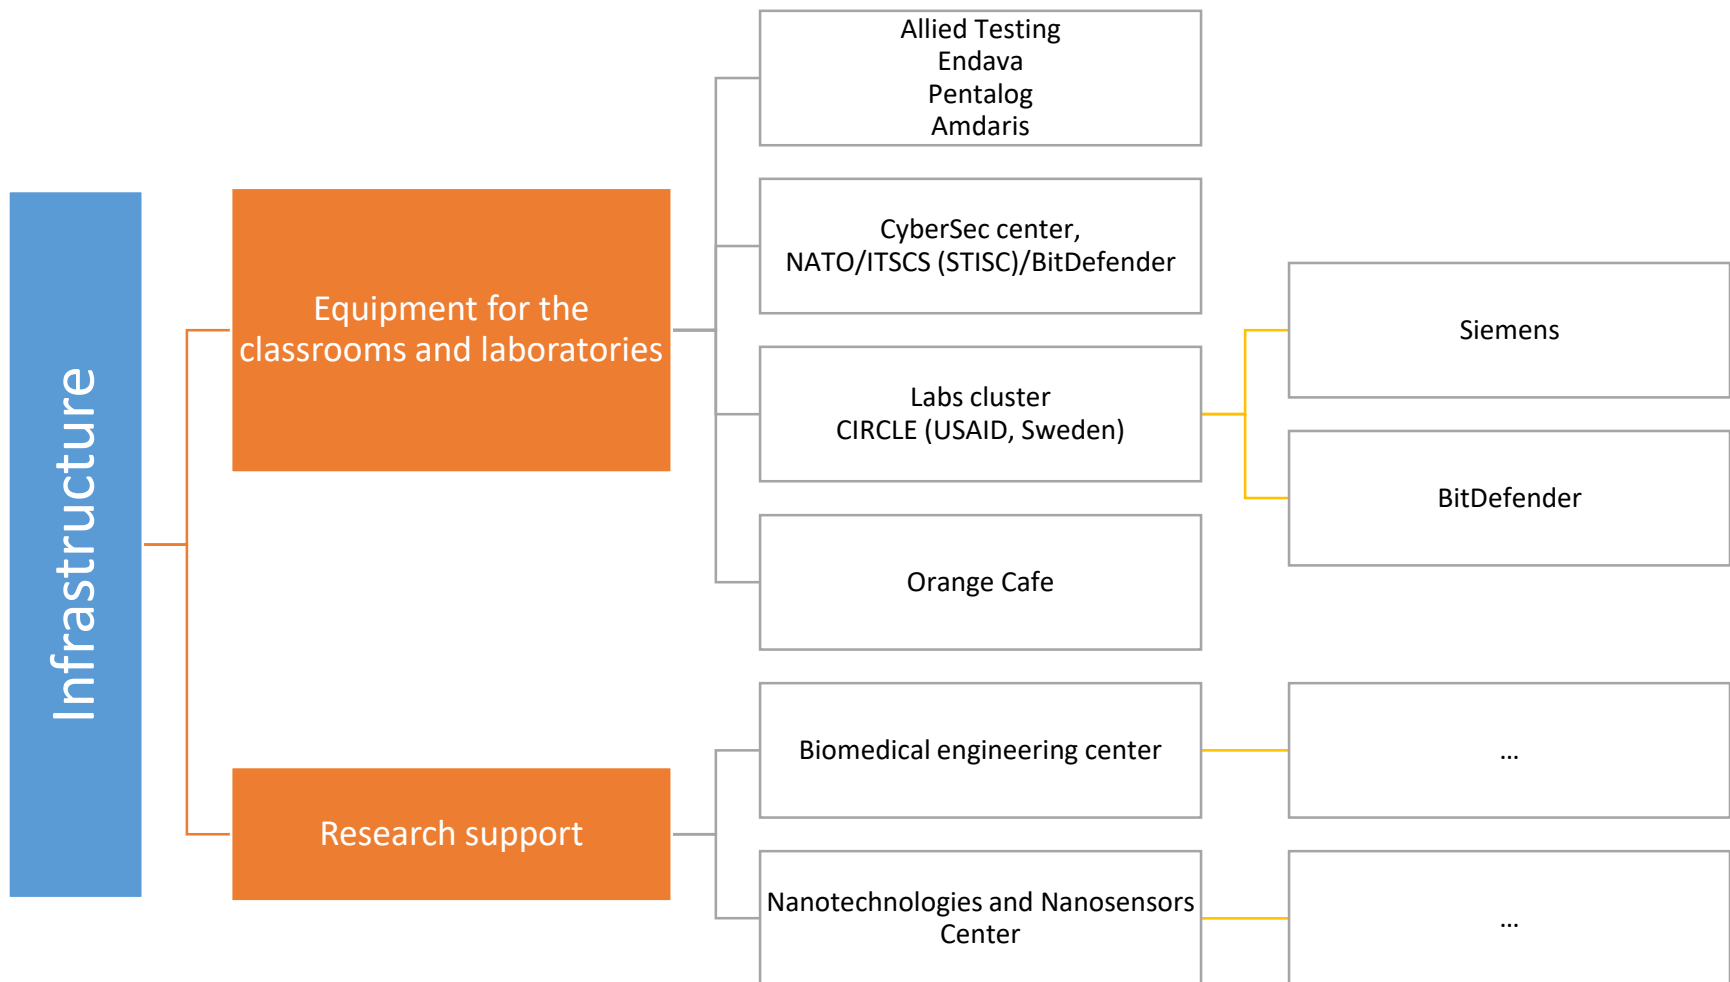 Infrastructure
Equipment for the
classrooms and laboratories
Allied Testing
Endava
Pentalog
Amdaris
CyberSec center,
NATO/ITSCS (STISC)/BitDefender
Labs cluster
CIRCLE (USAID, Sweden)
Siemens
BitDefender
Orange Cafe
Research support
Biomedical engineering center
...
Nanotechnologies and Nanosensors
Center
...